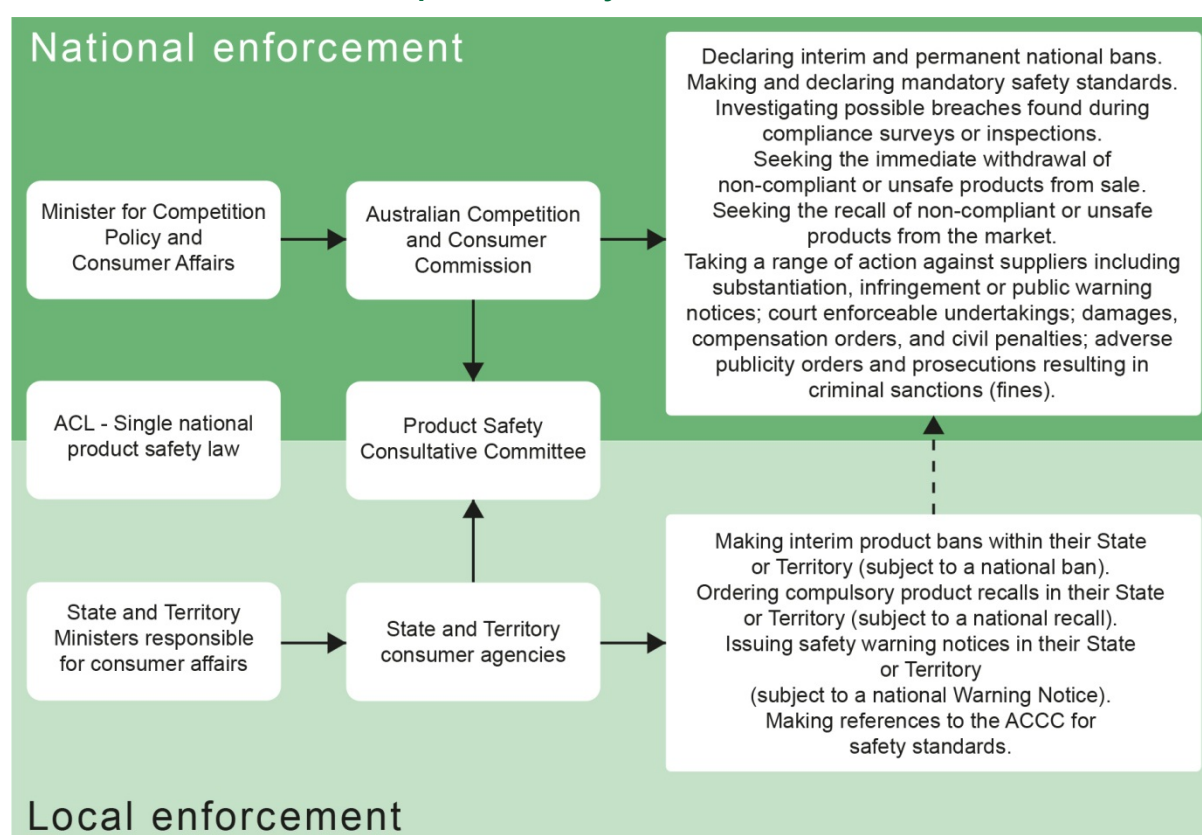 National enforcement
Declaring interim and permanent national bans.
Making and declaring mandatory safety standards.
Investigating possible breaches found during
compliance surveys or inspections.
Seeking the immediate withdrawal of
non-compliant or unsafe products from sale.
Seeking the recall of non-compliant or unsafe
products from the market.
Taking a range of action against suppliers including
substantiation, infringement or public warning
notices; court enforceable undertakings; damages,
compensation orders, and civil penalties; adverse
publicity orders and prosecutions resulting in
criminal sanctions (fines).
Minister for Competition
Policy and
Consumer Affairs
Australian Competition
and Consumer
Commission
ACL - Single national
product safety law
Product Safety
Consultative Committee
State and Territory
Ministers responsible
for consumer affairs
State and Territory
consumer agencies
Making interim product bans within their State
or Territory (subject to a national ban).
Ordering compulsory product recalls in their State
or Territory (subject to a national recall).
Issuing safety warning notices in their State
or Territory
(subject to a national Warning Notice).
Making references to the ACCC for
safety standards.
Local enforcement